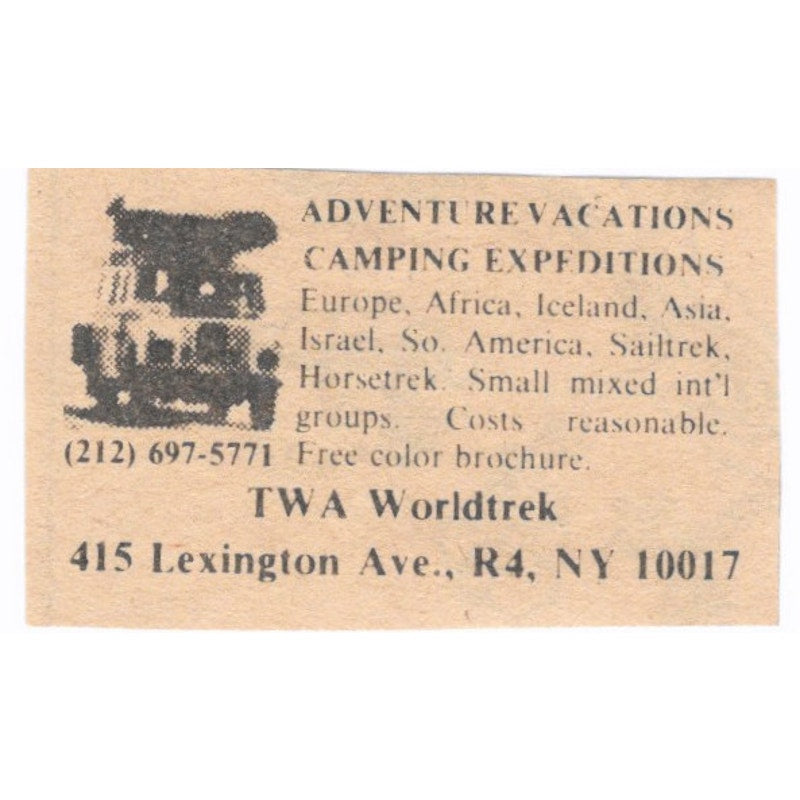 ADVENTURE VACATIONS
CAMPING EXPEDITIONS
Europe, Africa, Iceland, Asia,
Israel, So. America, Sailtrek,
Horsetrek. Small mixed int'l
groups. Costs reasonable.
(212) 697-5771 Free color brochure.
TWA Worldtrek
415 Lexington Ave., R4, NY 10017